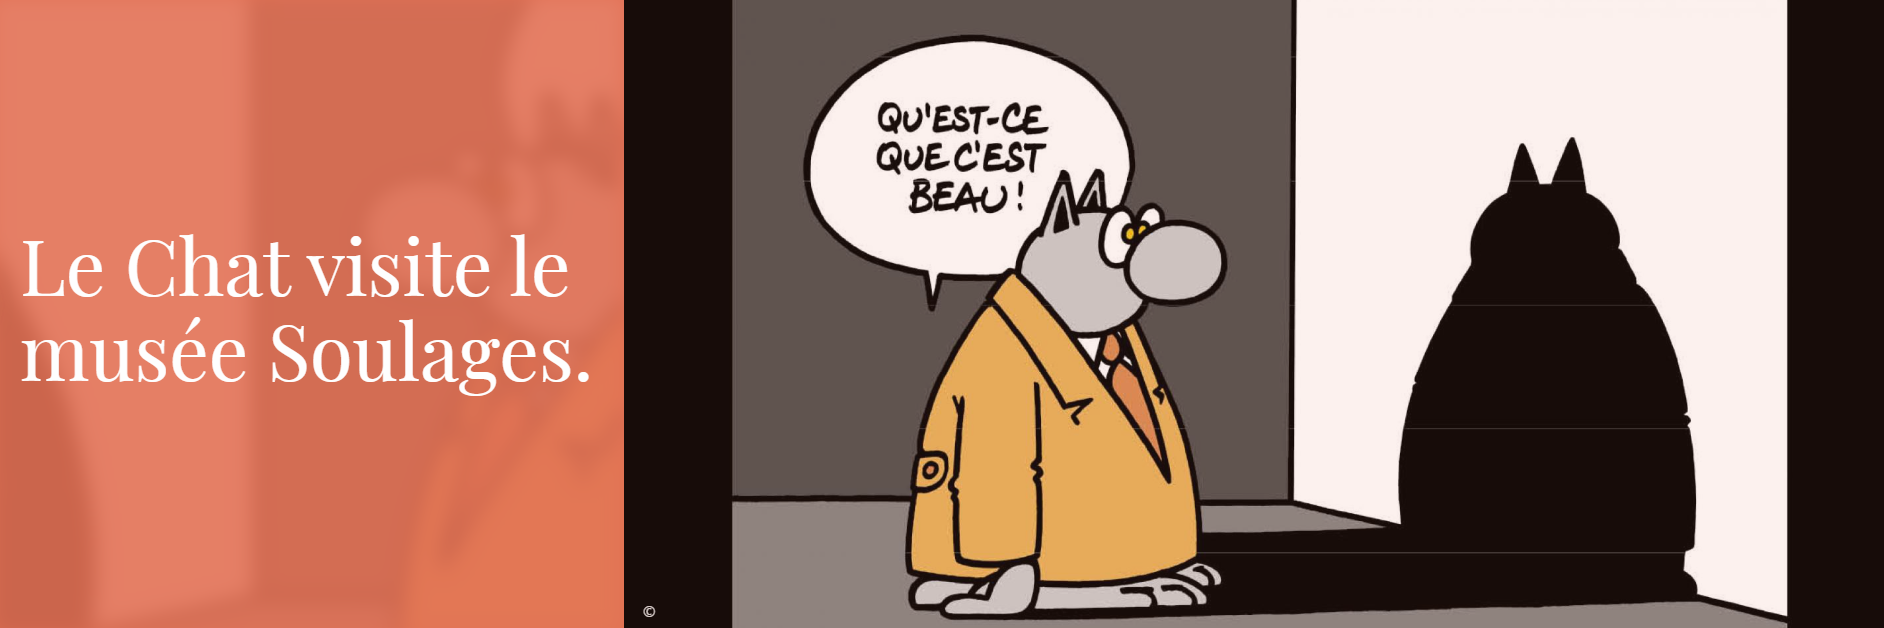 Le Chat visite le
musée Soulages.
QU'EST-CE
QUE C'EST
BEAU !
©